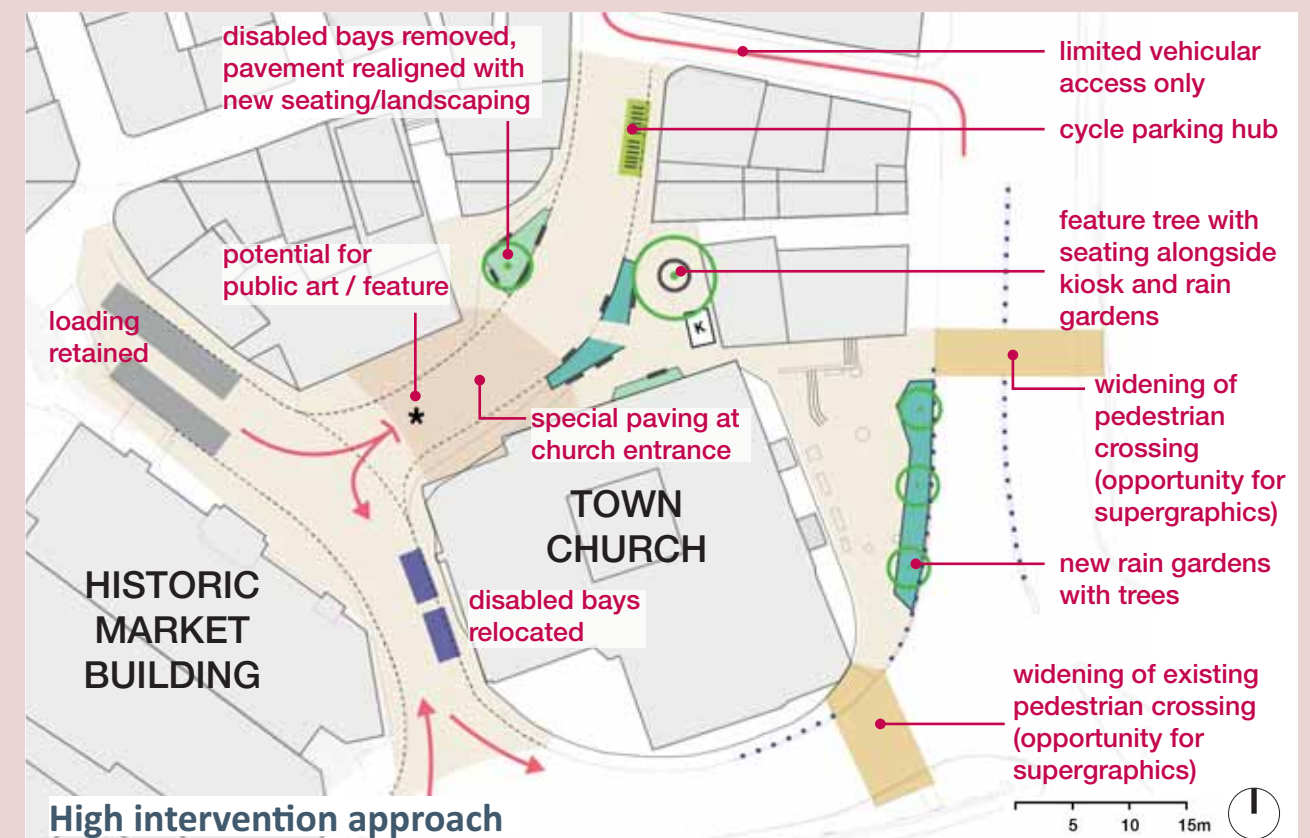 disabled bays removed,
pavement realigned with
new seating/landscaping
limited vehicular
access only
cycle parking hub
potential for
public art / feature
feature tree with
seating alongside
kiosk and rain
gardens
loading
retained
K
*
special paving at
church entrance
widening of
pedestrian
crossing
(opportunity for
supergraphics)
TOWN
CHURCH
HISTORIC
MARKET
BUILDING
disabled bays
relocated
new rain gardens
with trees
widening of existing
pedestrian crossing
(opportunity for
supergraphics)
High intervention approach
5 10 15m